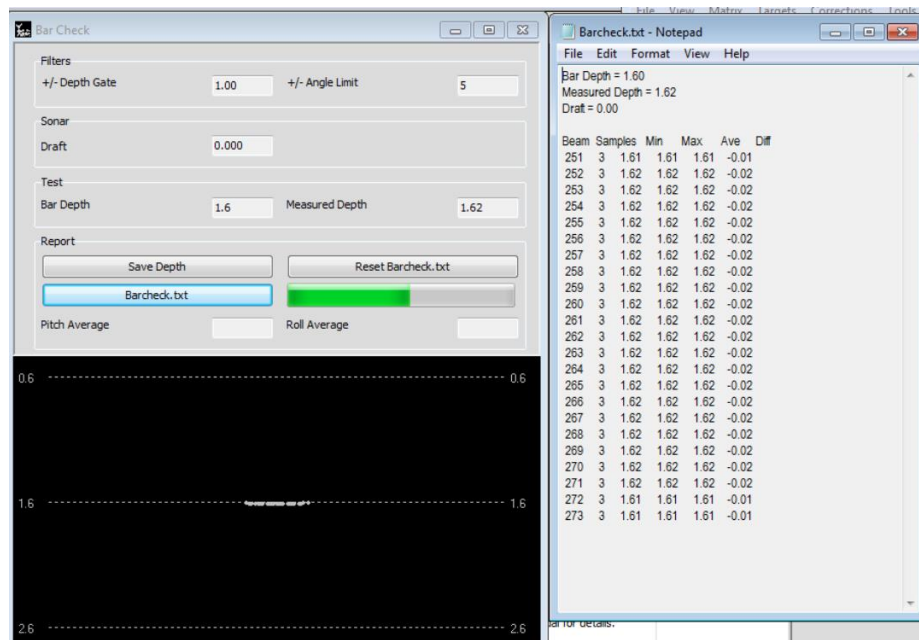 File View Matrix Targets Corrections Tools
Bar Check
Filters
+/- Depth Gate 1.00 +/- Angle Limit 5
Sonar
Draft 0.000
Test
Bar Depth 1.6 Measured Depth 1.62
Report
Save Depth Reset Barcheck.txt
Barcheck.txt
Pitch Average Roll Average
0.6 0.6
1.6 1.6
2.6 2.6
Barcheck.txt - Notepad
File Edit Format View Help
Bar Depth = 1.60
Measured Depth = 1.62
Draft = 0.00
Beam Samples Min Max Ave Diff
251 3 1.61 1.61 1.61 -0.01
252 3 1.62 1.62 1.62 -0.02
253 3 1.62 1.62 1.62 -0.02
254 3 1.62 1.62 1.62 -0.02
255 3 1.62 1.62 1.62 -0.02
256 3 1.62 1.62 1.62 -0.02
257 3 1.62 1.62 1.62 -0.02
258 3 1.62 1.62 1.62 -0.02
259 3 1.62 1.62 1.62 -0.02
260 3 1.62 1.62 1.62 -0.02
261 3 1.62 1.62 1.62 -0.02
262 3 1.62 1.62 1.62 -0.02
263 3 1.62 1.62 1.62 -0.02
264 3 1.62 1.62 1.62 -0.02
265 3 1.62 1.62 1.62 -0.02
266 3 1.62 1.62 1.62 -0.02
267 3 1.62 1.62 1.62 -0.02
268 3 1.62 1.62 1.62 -0.02
269 3 1.62 1.62 1.62 -0.02
270 3 1.62 1.62 1.62 -0.02
271 3 1.62 1.62 1.62 -0.02
272 3 1.61 1.61 1.61 -0.01
273 3 1.61 1.61 1.61 -0.01
for details.